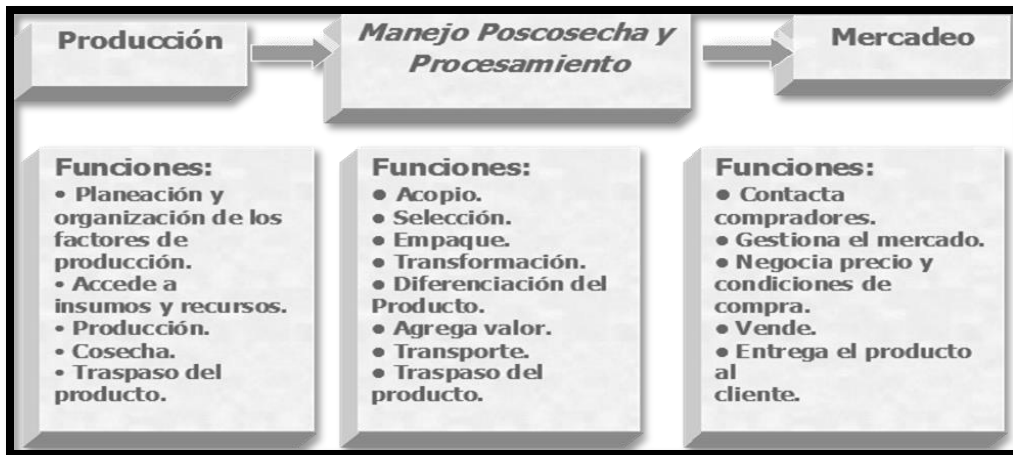 Producción
Manejo Poscosecha y
Procesamiento
Mercadeo
Funciones:
• Planeación y
organización de los
factores de
producción.
• Accede a
insumos y recursos.
• Producción.
• Cosecha.
• Traspaso del
producto.
Funciones:
● Acopio.
● Selección.
● Empaque.
● Transformación.
● Diferenciación del
Producto.
● Agrega valor.
● Transporte.
● Traspaso del
producto.
Funciones:
● Contacta
compradores.
● Gestiona el mercado.
● Negocia precio y
condiciones de
compra.
● Vende.
● Entrega el producto
al
cliente.